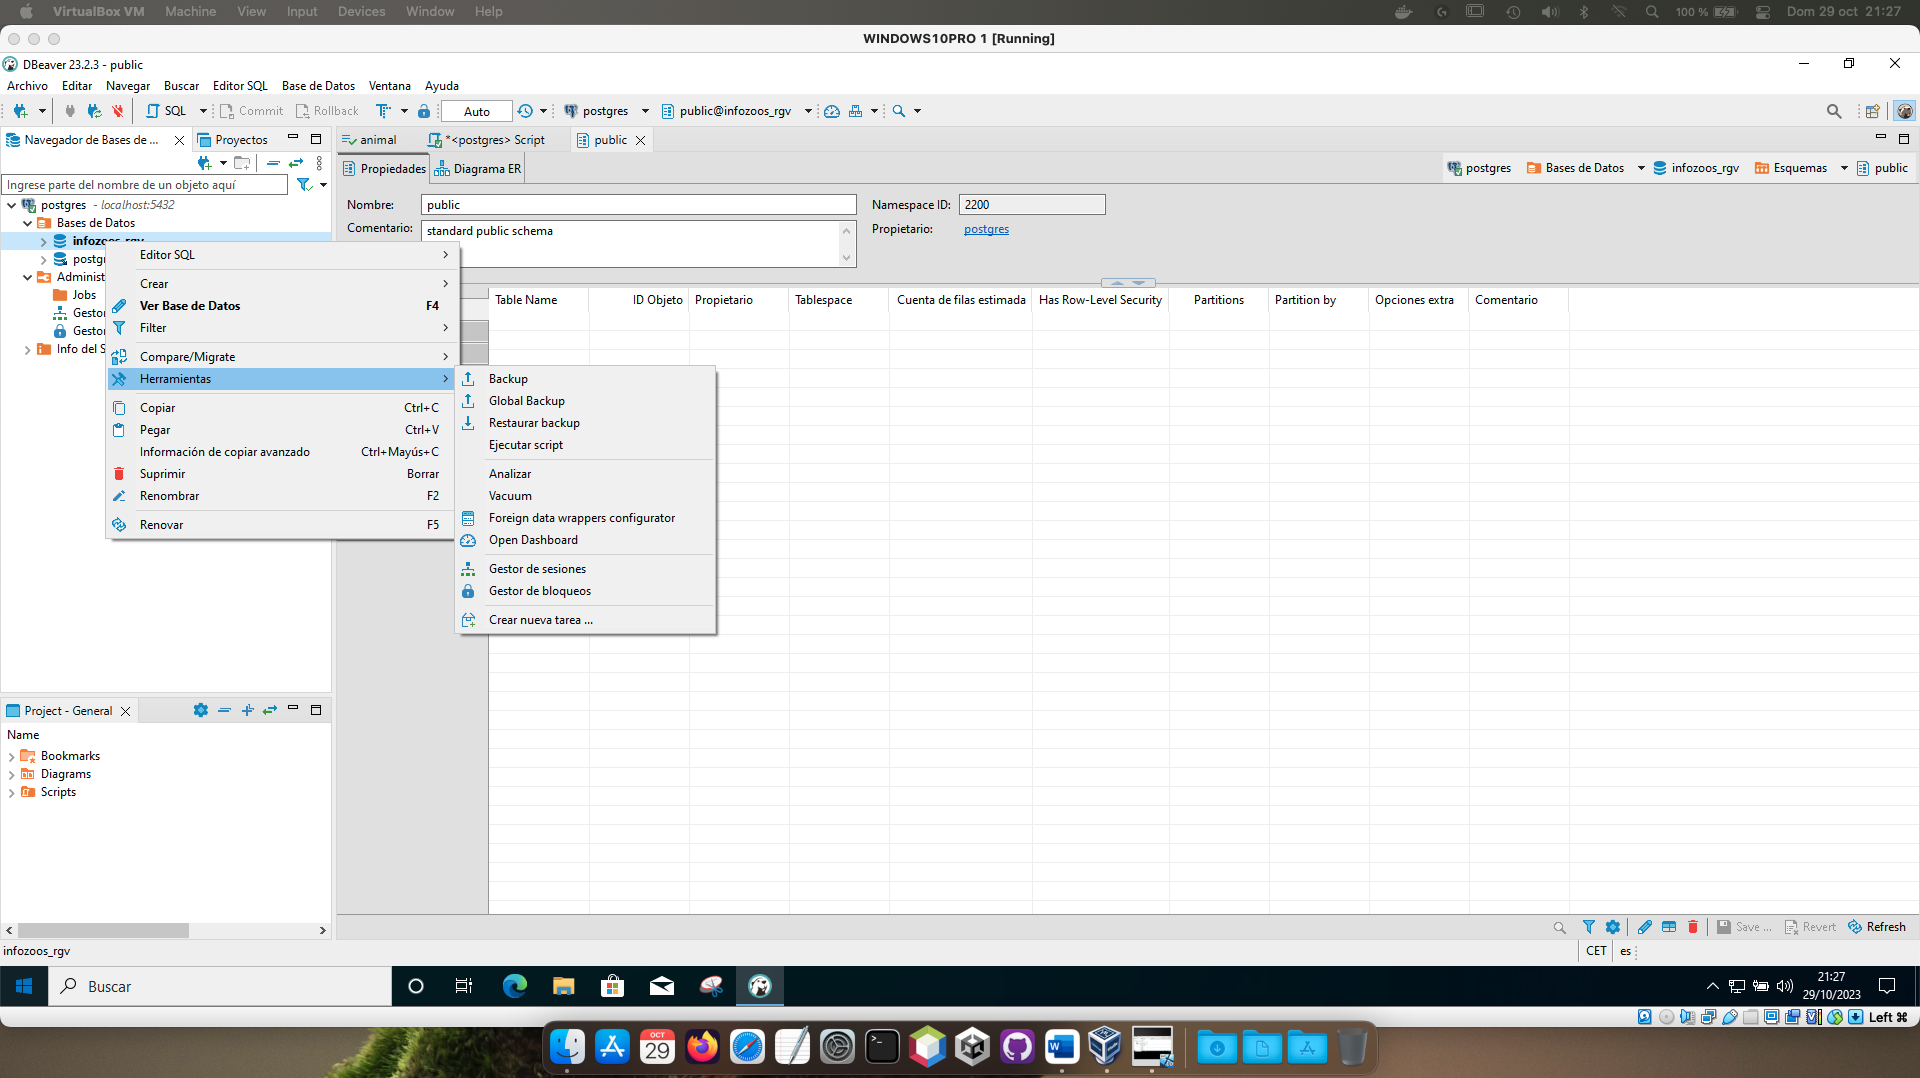 VirtualBox VM Machine View Input Devices Window Help 100 % Dom 29 oct 21:27
WINDOWS10PRO 1 [Running]
DBeaver 23.2.3 - public
Archivo Editar Navegar Buscar Editor SQL Base de Datos Ventana Ayuda
SQL Commit Rollback Auto postgres public@infozoos_rgv
Navegador de Bases de ... Proyectos
animal *<postgres> Script public
Ingrese parte del nombre de un objeto aquí
Propiedades Diagrama ER
postgres Bases de Datos infozoos_rgv Esquemas public
postgres - localhost:5432
Bases de Datos
infozoos_rgv
postgr
Administ
Jobs
Gestor
Gestor
Info del S
Nombre: public
Namespace ID: 2200
Comentario: standard public schema
Propietario: postgres
Table Name ID Objeto Propietario Tablespace Cuenta de filas estimada Has Row-Level Security Partitions Partition by Opciones extra Comentario
Editor SQL
Crear
Ver Base de Datos F4
Filter
Compare/Migrate
Herramientas
Copiar Ctrl+C
Pegar Ctrl+V
Información de copiar avanzado Ctrl+Mayús+C
Suprimir Borrar
Renombrar F2
Renovar F5
Backup
Global Backup
Restaurar backup
Ejecutar script
Analizar
Vacuum
Foreign data wrappers configurator
Open Dashboard
Gestor de sesiones
Gestor de bloqueos
Crear nueva tarea ...
Project - General
Name
Bookmarks
Diagrams
Scripts
Save ... Revert Refresh
infozoos_rgv
CET es
Buscar
21:27
29/10/2023
Left ⌘
OCT
29